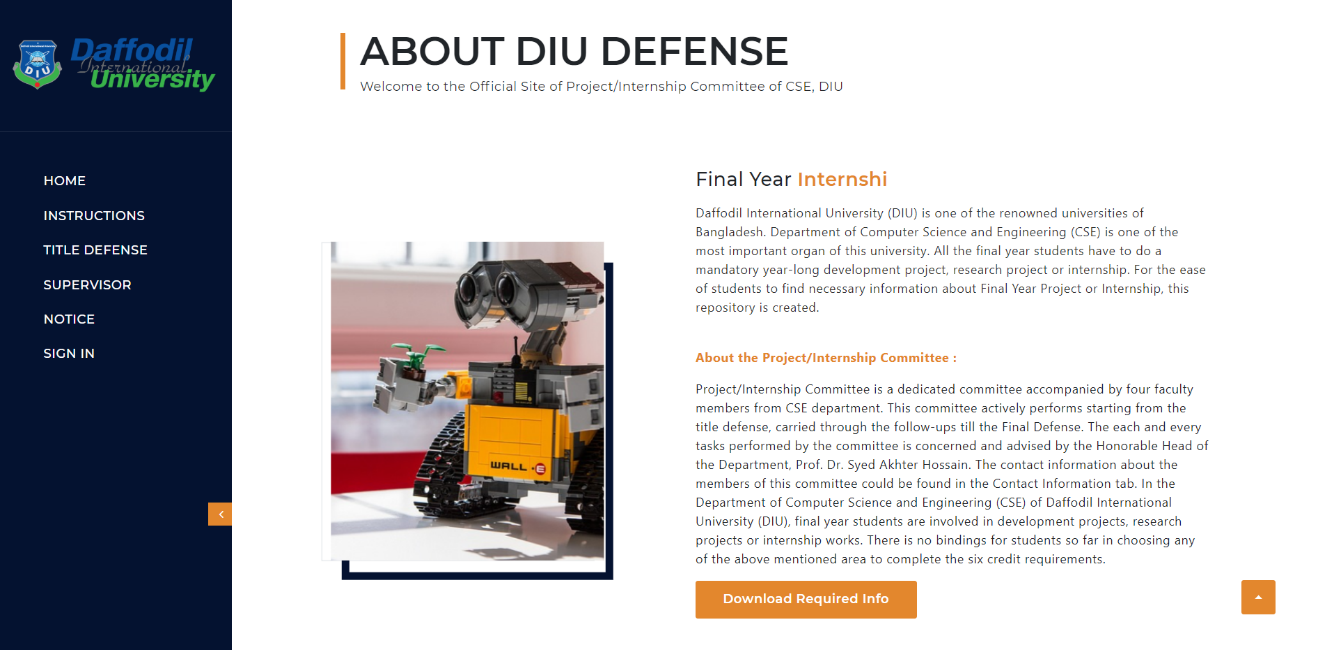 Daffodil
International
University
DIU
HOME
INSTRUCTIONS
TITLE DEFENSE
SUPERVISOR
NOTICE
SIGN IN
ABOUT DIU DEFENSE
Welcome to the Official Site of Project/Internship Committee of CSE, DIU
WALL·E
Final Year Internshi
Daffodil International University (DIU) is one of the renowned universities of
Bangladesh. Department of Computer Science and Engineering (CSE) is one of the
most important organ of this university. All the final year students have to do a
mandatory year-long development project, research project or internship. For the ease
of students to find necessary information about Final Year Project or Internship, this
repository is created.
About the Project/Internship Committee :
Project/Internship Committee is a dedicated committee accompanied by four faculty
members from CSE department. This committee actively performs starting from the
title defense, carried through the follow-ups till the Final Defense. The each and every
tasks performed by the committee is concerned and advised by the Honorable Head of
the Department, Prof. Dr. Syed Akhter Hossain. The contact information about the
members of this committee could be found in the Contact Information tab. In the
Department of Computer Science and Engineering (CSE) of Daffodil International
University (DIU), final year students are involved in development projects, research
projects or internship works. There is no bindings for students so far in choosing any
of the above mentioned area to complete the six credit requirements.
Download Required Info